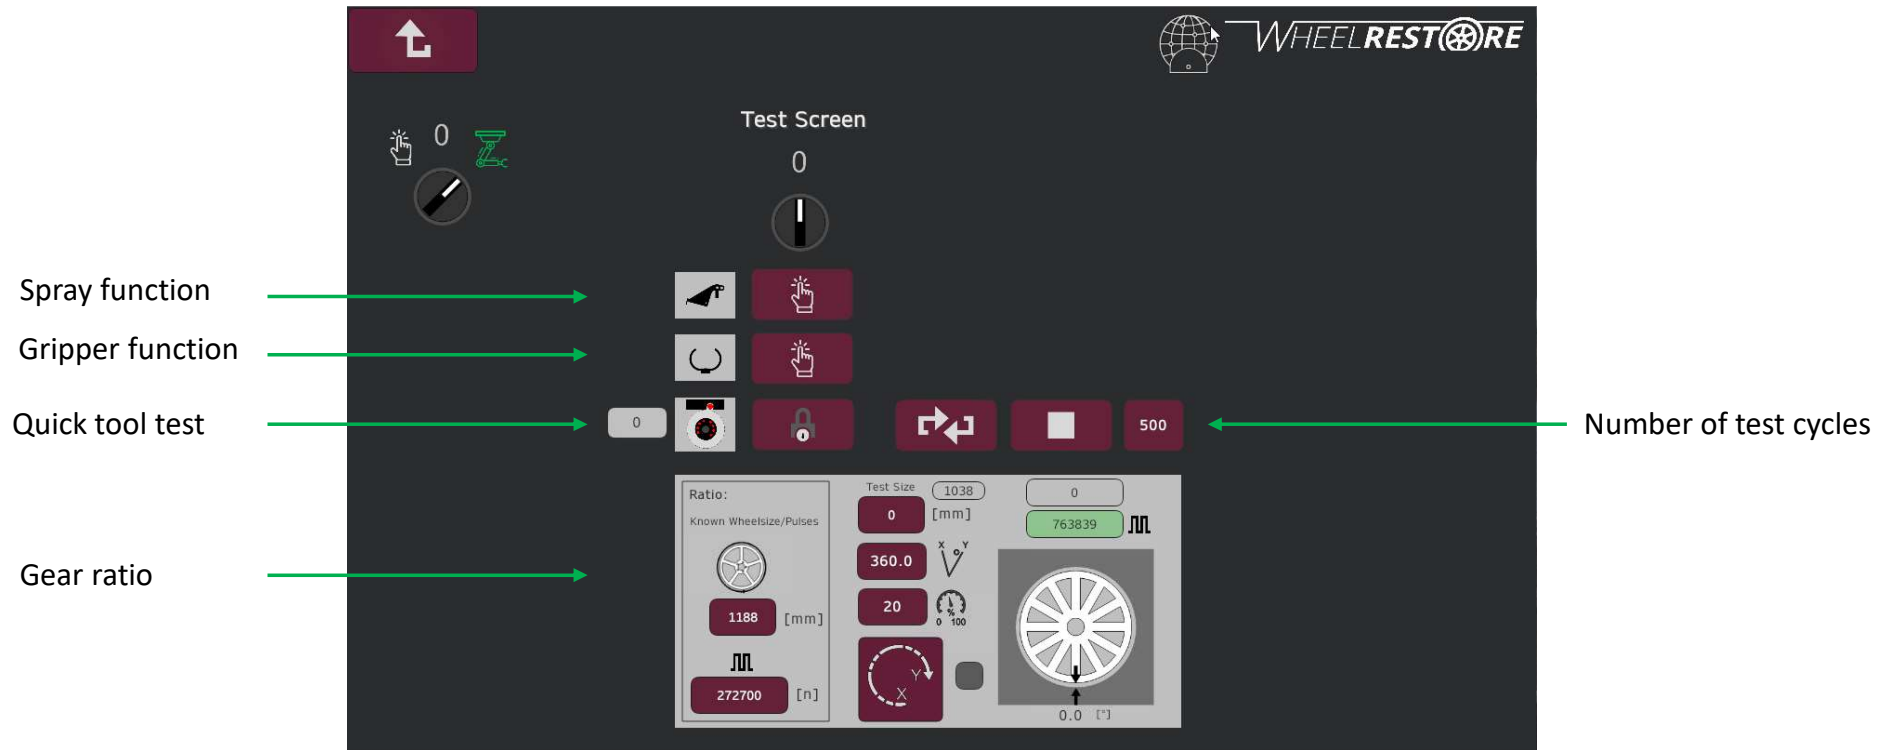 WHEELRESTORE
0
Test Screen
0
Spray function
Gripper function
Quick tool test
0
500
Number of test cycles
Ratio:
Known Wheelsize/Pulses
1188 [mm]
272700 [n]
Test Size 1038
0 [mm]
360.0 X Y
20 % 0 100
Y
X
0
763839
0.0 [°]
Gear ratio